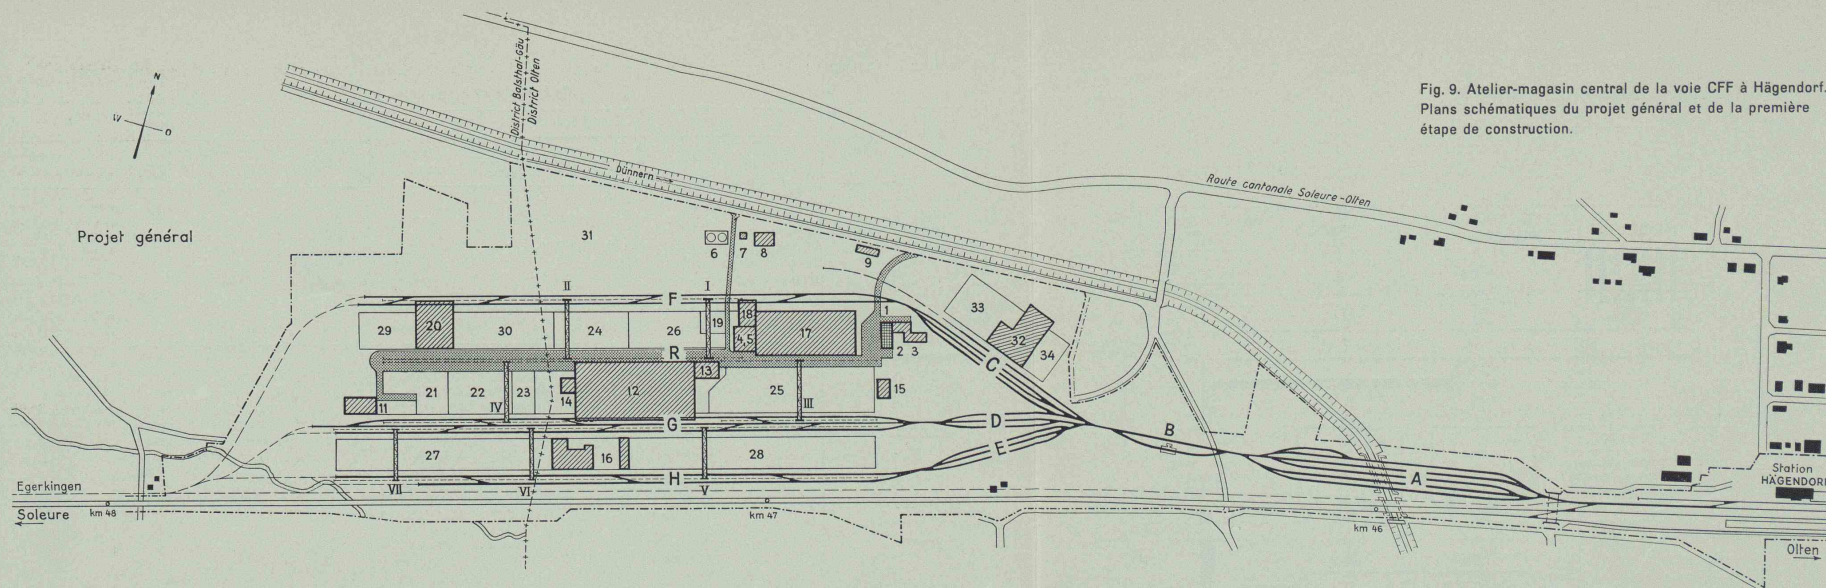 Fig. 9. Atelier-magasin central de la voie CFF à Hägendorf.
Plans schématiques du projet général et de la première
étape de construction.
N
W
O
District Balsthal-Gäu
District Olten
Dünnern
Route cantonale Soleure-Olten
Projet général
31
6
7
8
9
II
I
F
33
1
29
20
30
24
26
19
18
4,5
17
32
34
2
3
R
C
13
21
22
23
14
12
25
15
IV
III
11
G
D
B
E
27
16
28
H
A
VII
VI
V
Station
HÄGENDORF
Egerkingen
Soleure
km 48
km 47
km 46
Olten